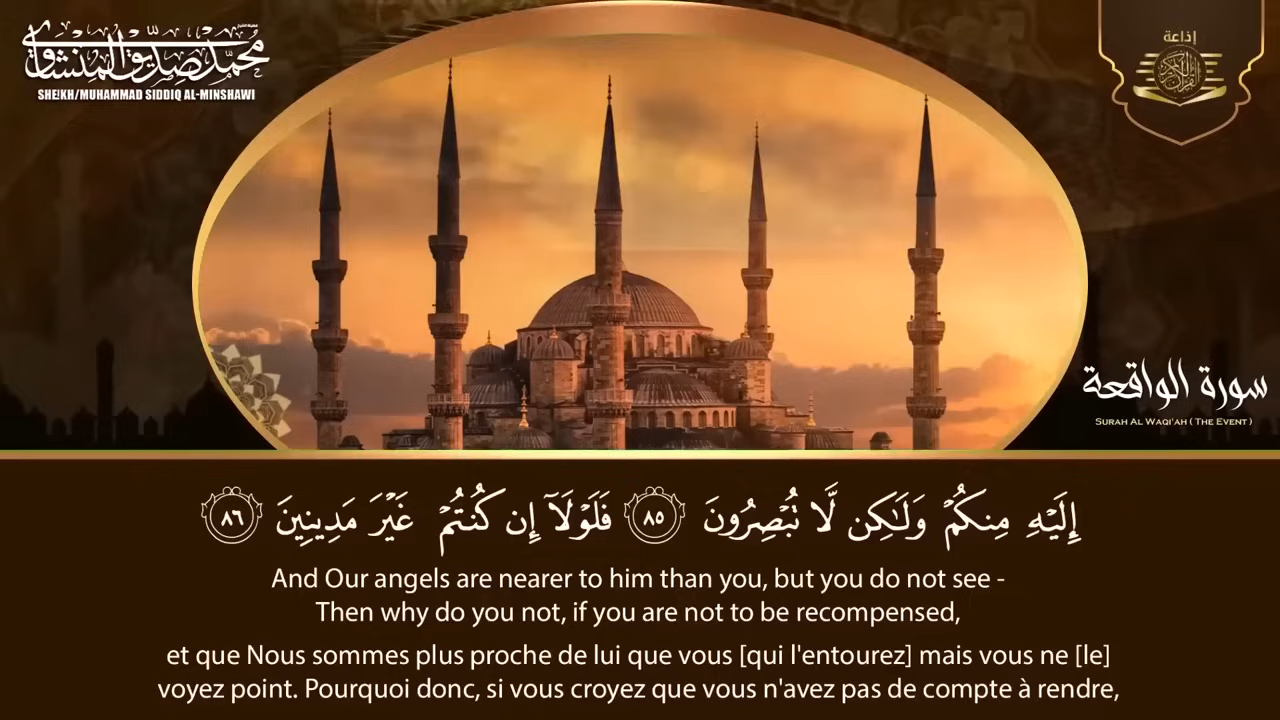 محمد صديق المنشاوي
SHEIKH/MUHAMMAD SIDDIQ AL-MINSHAWI
إذاعة
القرآن الكريم
سورة الواقعة
SURAH AL WAQI'AH ( THE EVENT )
إِلَيْهِ مِنكُمْ وَلَٰكِن لَّا تُبْصِرُونَ ٨٥ فَلَوْلَآ إِن كُنتُمْ غَيْرَ مَدِينِينَ ٨٦
And Our angels are nearer to him than you, but you do not see -
Then why do you not, if you are not to be recompensed,
et que Nous sommes plus proche de lui que vous [qui l'entourez] mais vous ne [le]
voyez point. Pourquoi donc, si vous croyez que vous n'avez pas de compte à rendre,